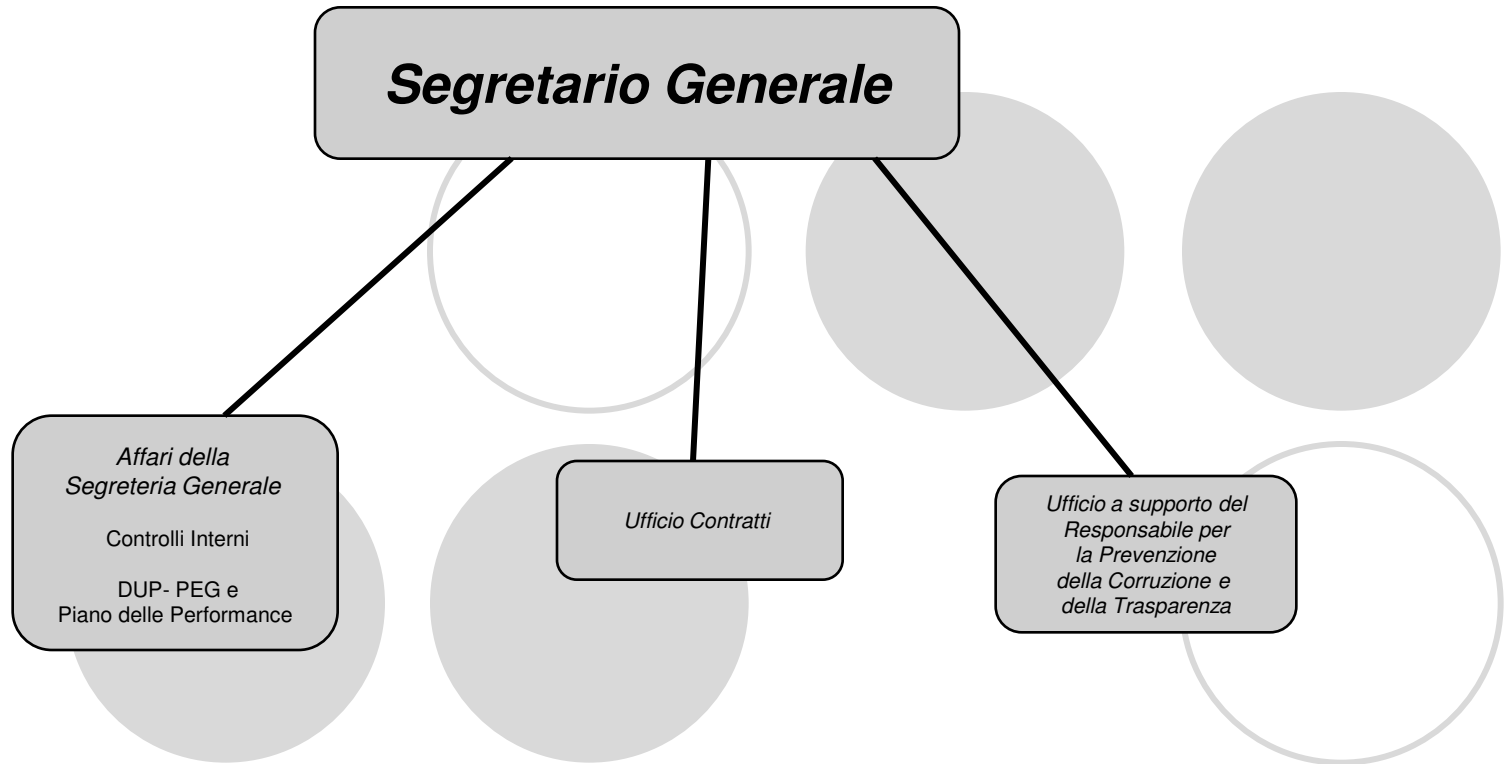 Segretario Generale
Affari della
Segreteria Generale
Controlli Interni
DUP- PEG e
Piano delle Performance
Ufficio Contratti
Ufficio a supporto del
Responsabile per
la Prevenzione
della Corruzione e
della Trasparenza